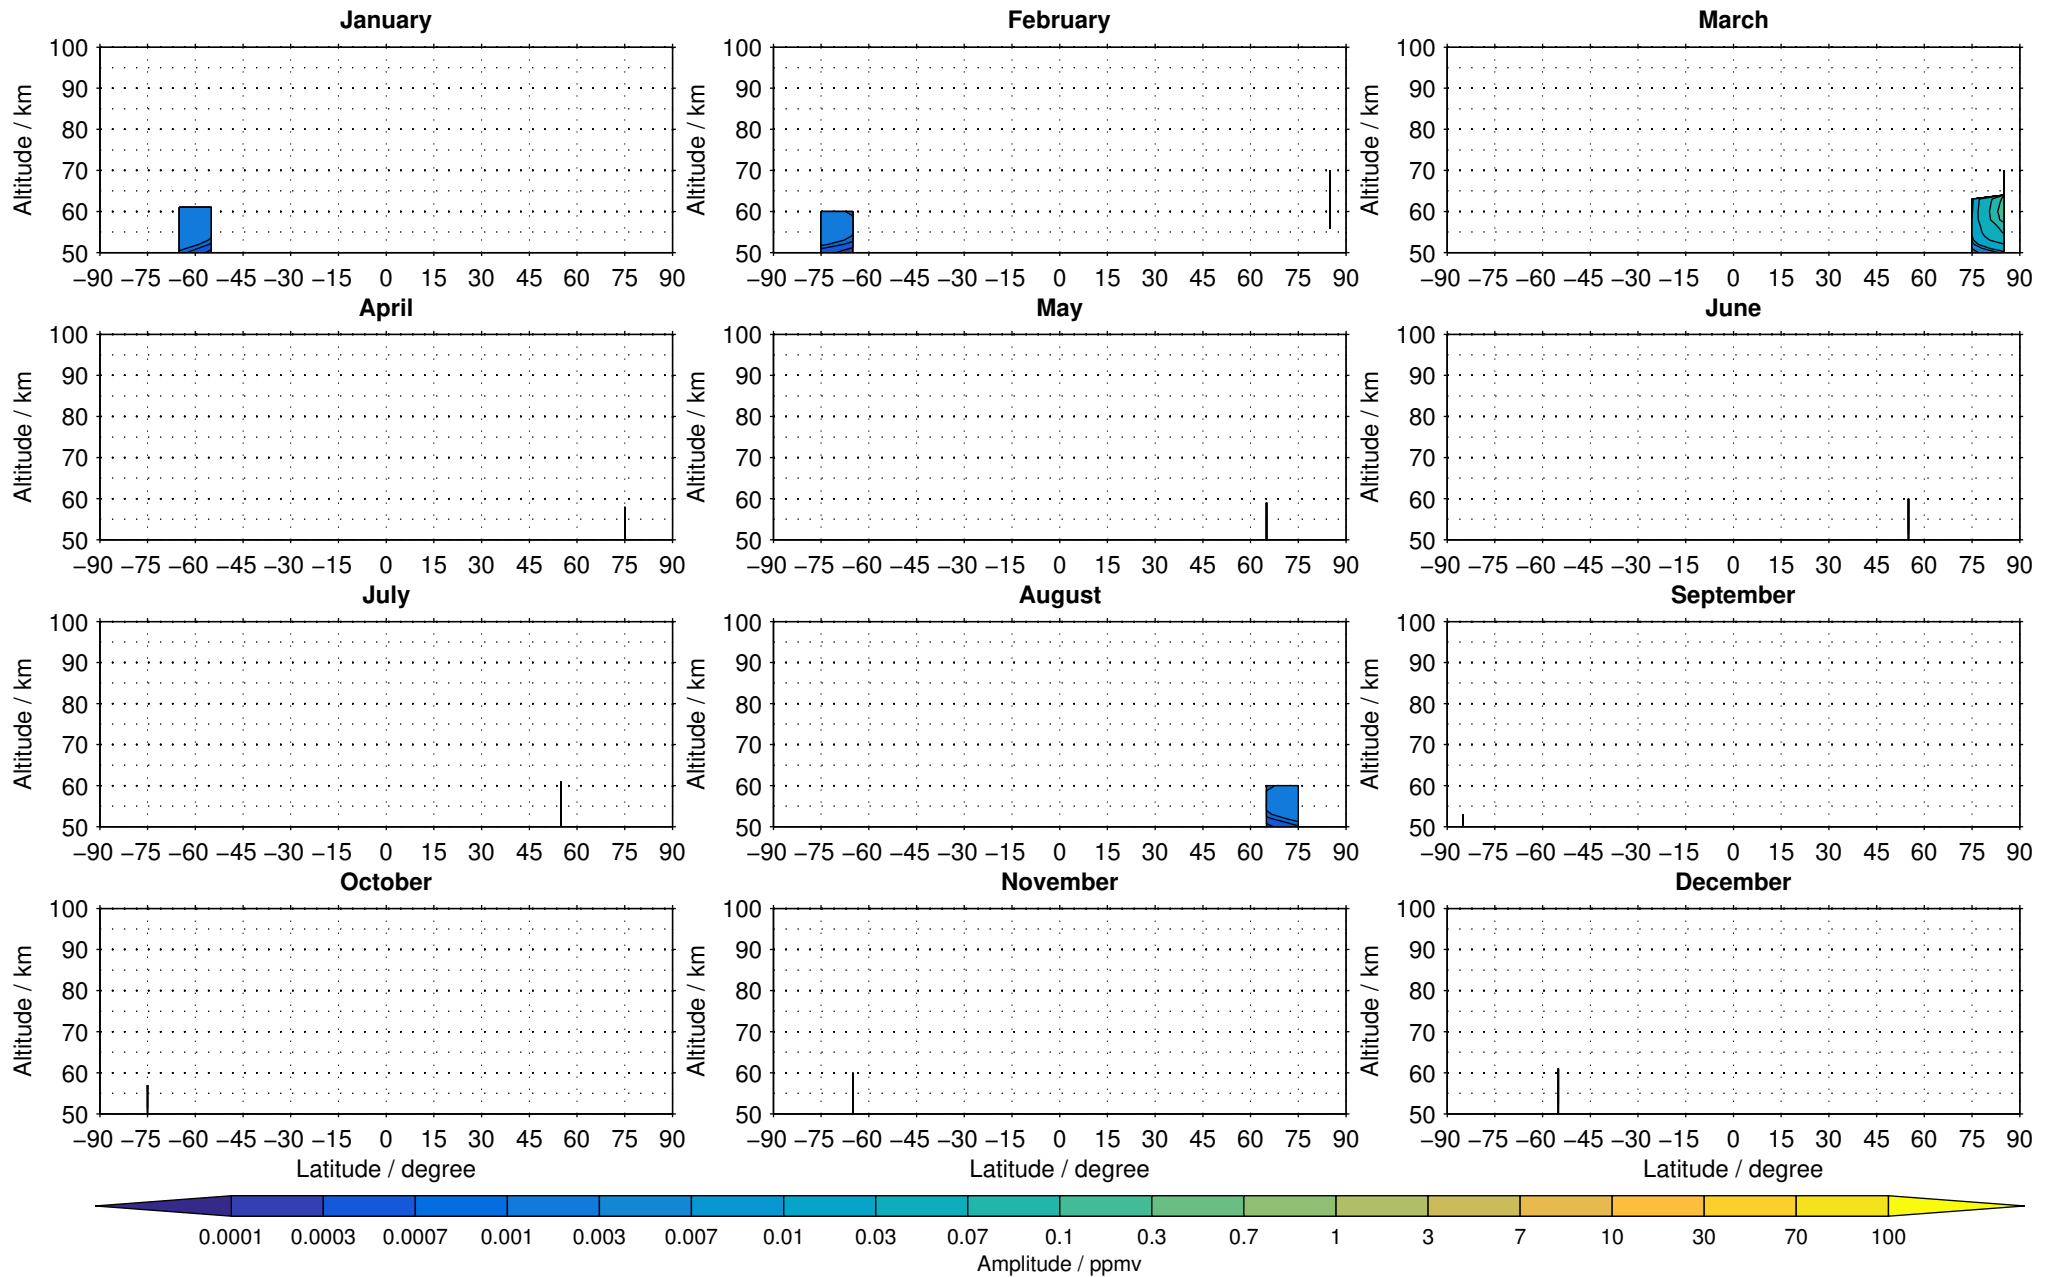 January February March
100 100 100
Altitude / km Altitude / km Altitude / km
90 90 90
80 80 80
70 70 70
60 60 60
50 50 50
−90 −75 −60 −45 −30 −15 0 15 30 45 60 75 90 −90 −75 −60 −45 −30 −15 0 15 30 45 60 75 90 −90 −75 −60 −45 −30 −15 0 15 30 45 60 75 90
April May June
100 100 100
Altitude / km Altitude / km Altitude / km
90 90 90
80 80 80
70 70 70
60 60 60
50 50 50
−90 −75 −60 −45 −30 −15 0 15 30 45 60 75 90 −90 −75 −60 −45 −30 −15 0 15 30 45 60 75 90 −90 −75 −60 −45 −30 −15 0 15 30 45 60 75 90
July August September
100 100 100
Altitude / km Altitude / km Altitude / km
90 90 90
80 80 80
70 70 70
60 60 60
50 50 50
−90 −75 −60 −45 −30 −15 0 15 30 45 60 75 90 −90 −75 −60 −45 −30 −15 0 15 30 45 60 75 90 −90 −75 −60 −45 −30 −15 0 15 30 45 60 75 90
October November December
100 100 100
Altitude / km Altitude / km Altitude / km
90 90 90
80 80 80
70 70 70
60 60 60
50 50 50
−90 −75 −60 −45 −30 −15 0 15 30 45 60 75 90 −90 −75 −60 −45 −30 −15 0 15 30 45 60 75 90 −90 −75 −60 −45 −30 −15 0 15 30 45 60 75 90
Latitude / degree Latitude / degree Latitude / degree
0.0001 0.0003 0.0007 0.001 0.003 0.007 0.01 0.03 0.07 0.1 0.3 0.7 1 3 7 10 30 70 100
Amplitude / ppmv